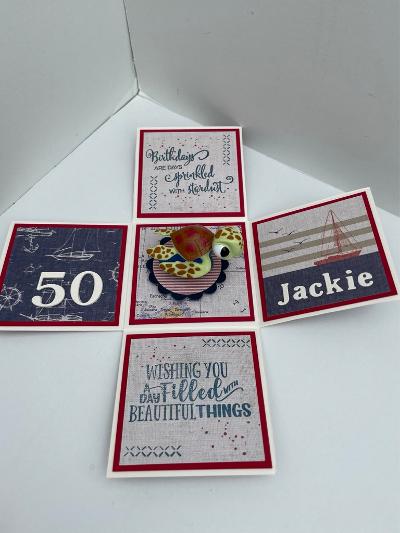 Birthdays
ARE DAYS
sprinkled
WITH stardust
50
Jackie
WISHING YOU
A DAY Filled WITH
BEAUTIFUL THINGS